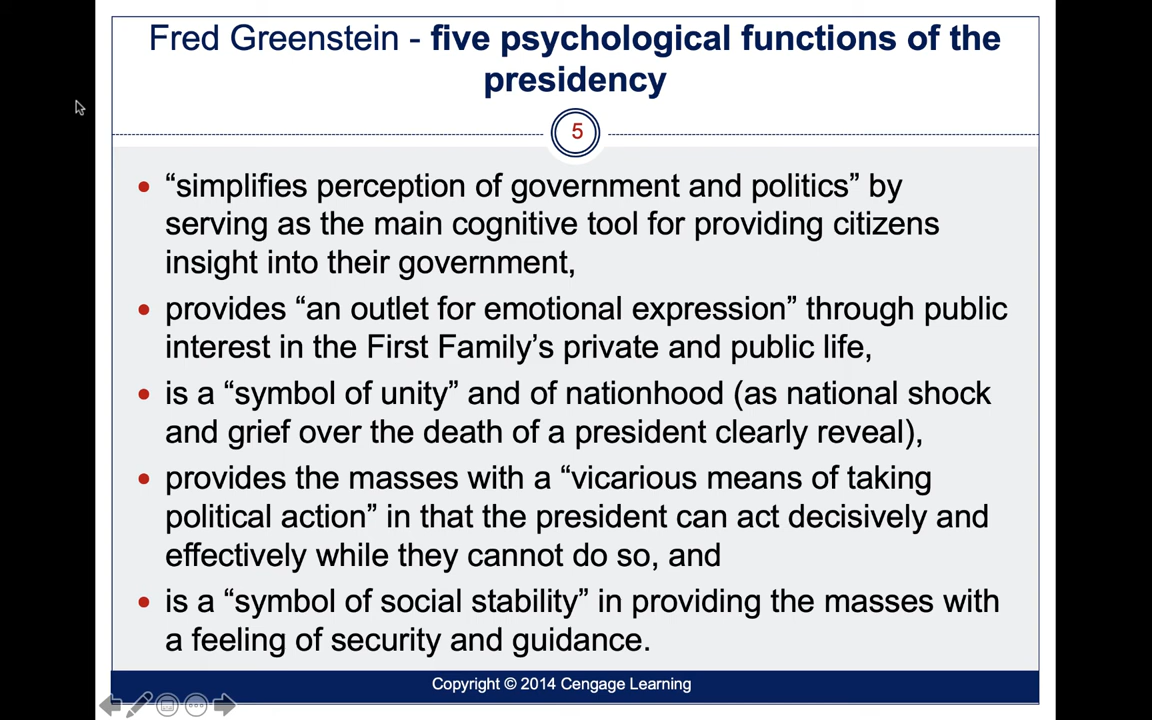 Fred Greenstein - five psychological functions of the
presidency
5
• “simplifies perception of government and politics” by
serving as the main cognitive tool for providing citizens
insight into their government,
• provides “an outlet for emotional expression” through public
interest in the First Family’s private and public life,
• is a “symbol of unity” and of nationhood (as national shock
and grief over the death of a president clearly reveal),
• provides the masses with a “vicarious means of taking
political action” in that the president can act decisively and
effectively while they cannot do so, and
• is a “symbol of social stability” in providing the masses with
a feeling of security and guidance.
Copyright © 2014 Cengage Learning